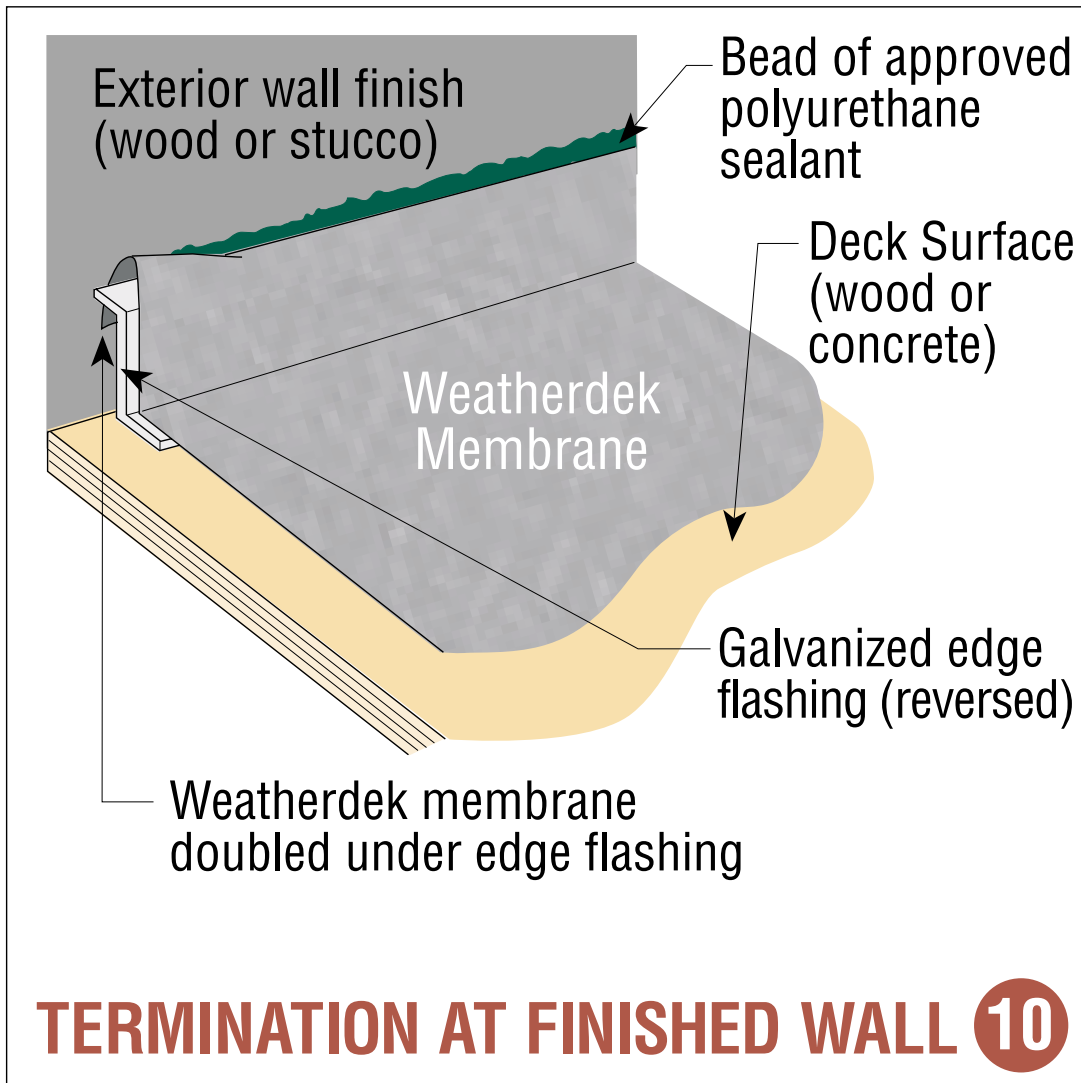 Exterior wall finish
(wood or stucco)
Bead of approved
polyurethane
sealant
Deck Surface
(wood or
concrete)
Weatherdek
Membrane
Galvanized edge
flashing (reversed)
Weatherdek membrane
doubled under edge flashing
TERMINATION AT FINISHED WALL 10